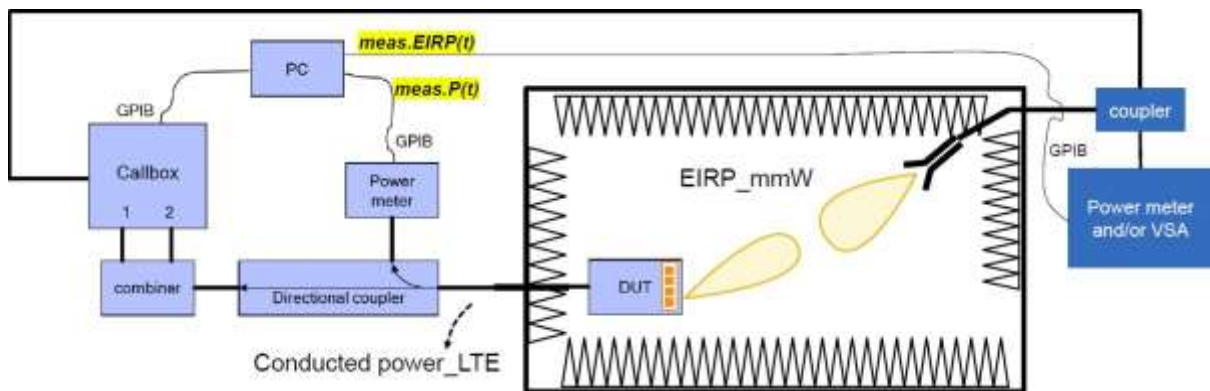 meas.EIRP(t)
PC
meas.P(t)
GPIB
GPIB
coupler
GPIB
Callbox
1 2
Power
meter
EIRP_mmW
Power meter
and/or VSA
combiner
Directional coupler
DUT
Conducted power_LTE